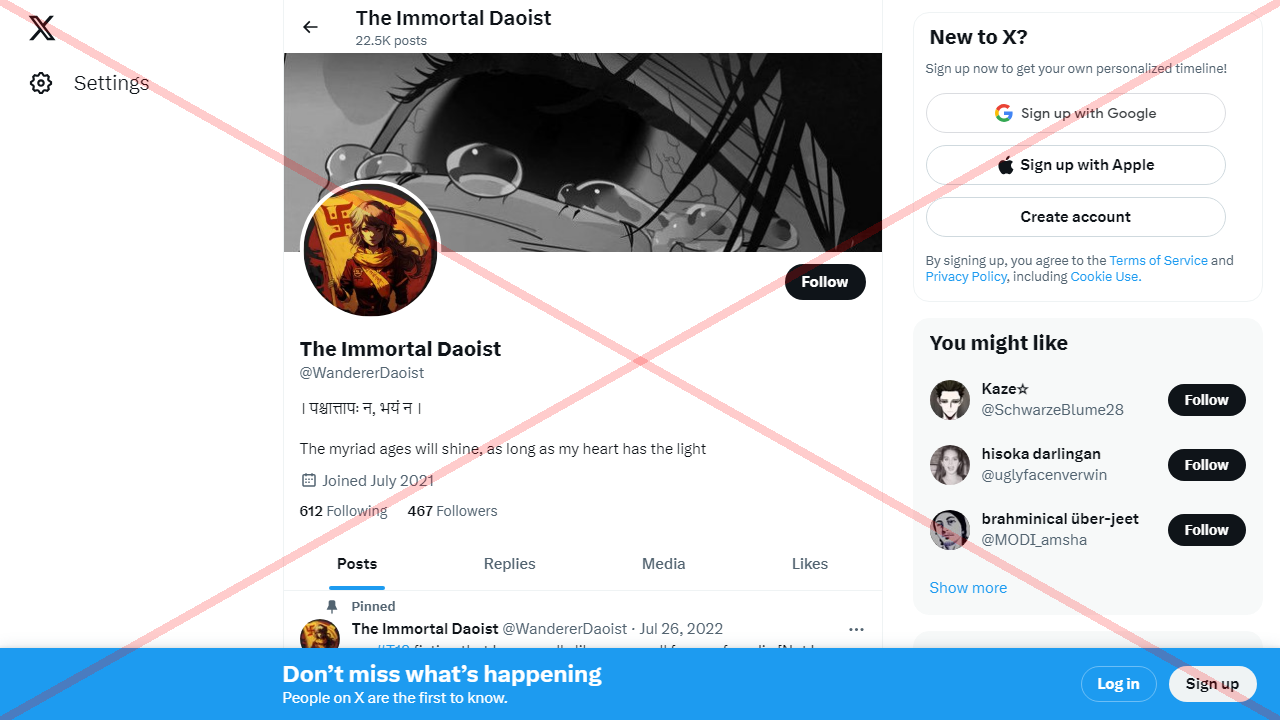 Settings
The Immortal Daoist
22.5K posts
Follow
The Immortal Daoist
@WandererDaoist
। पश्चात्तापः न, भयं न ।
The myriad ages will shine, as long as my heart has the light
Joined July 2021
612 Following 467 Followers
Posts Replies Media Likes
Pinned
The Immortal Daoist @WandererDaoist · Jul 26, 2022
New to X?
Sign up now to get your own personalized timeline!
Sign up with Google
Sign up with Apple
Create account
By signing up, you agree to the Terms of Service and
Privacy Policy, including Cookie Use.
You might like
Kaze☆
@SchwarzeBlume28
Follow
hisoka darlingan
@uglyfacenverwin
Follow
brahminical über-jeet
@MODI_amsha
Follow
Show more
Don’t miss what’s happening
People on X are the first to know.
Log in
Sign up